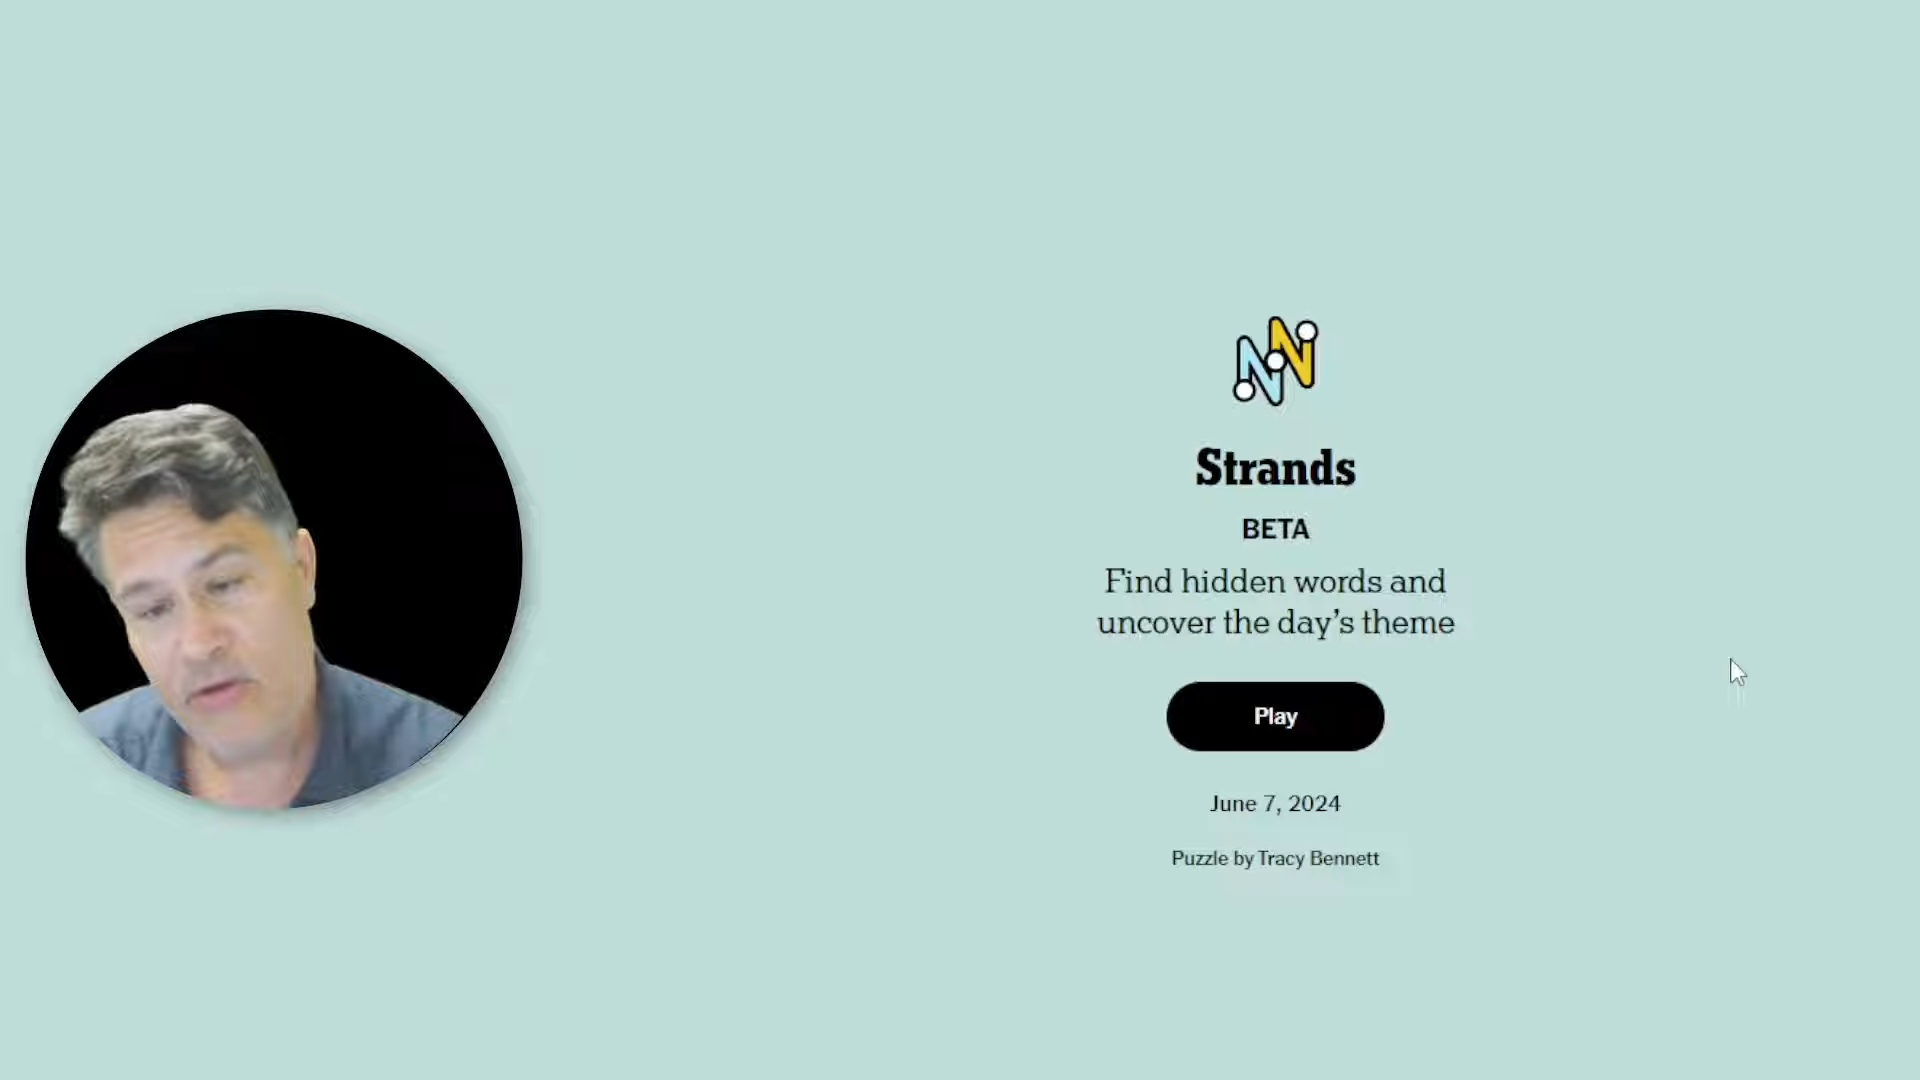 Strands
BETA
Find hidden words and
uncover the day’s theme
Play
June 7, 2024
Puzzle by Tracy Bennett